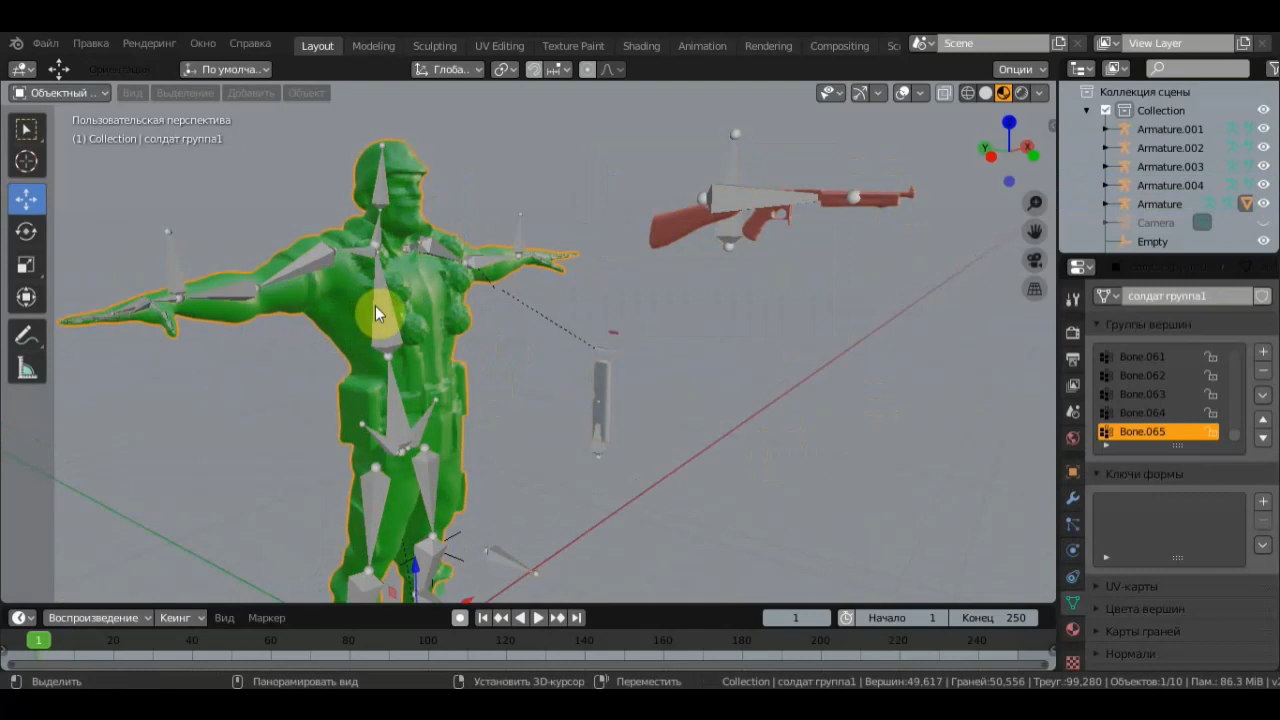 Файл Правка Рендеринг Окно Справка Layout Modeling Sculpting UV Editing Texture Paint Shading Animation Rendering Compositing Sc Scene View Layer
Ориентация По умолча.. Глоба.. Опции
Объектный .. Вид Выделение Добавить Объект
Пользовательская перспектива
(1) Collection | солдат группа1
Z
Y
X
Коллекция сцены
Collection
Armature.001
Armature.002
Armature.003
Armature.004
Armature
Camera
Empty
солдат группа1
Группы вершин
Bone.061
Bone.062
Bone.063
Bone.064
Bone.065
Ключи формы
UV-карты
Цвета вершин
Карты граней
Нормали
Воспроизведение Кеинг Вид Маркер 1 Начало 1 Конец 250
1 20 40 60 80 100 120 140 160 180 200 220 240
Выделить Панорамировать вид Установить 3D-курсор Переместить Collection | солдат группа1 | Вершин:49,617 | Граней:50,556 | Треуг.:99,280 | Объектов:1/10 | Пам.: 86.3 MiB | v2